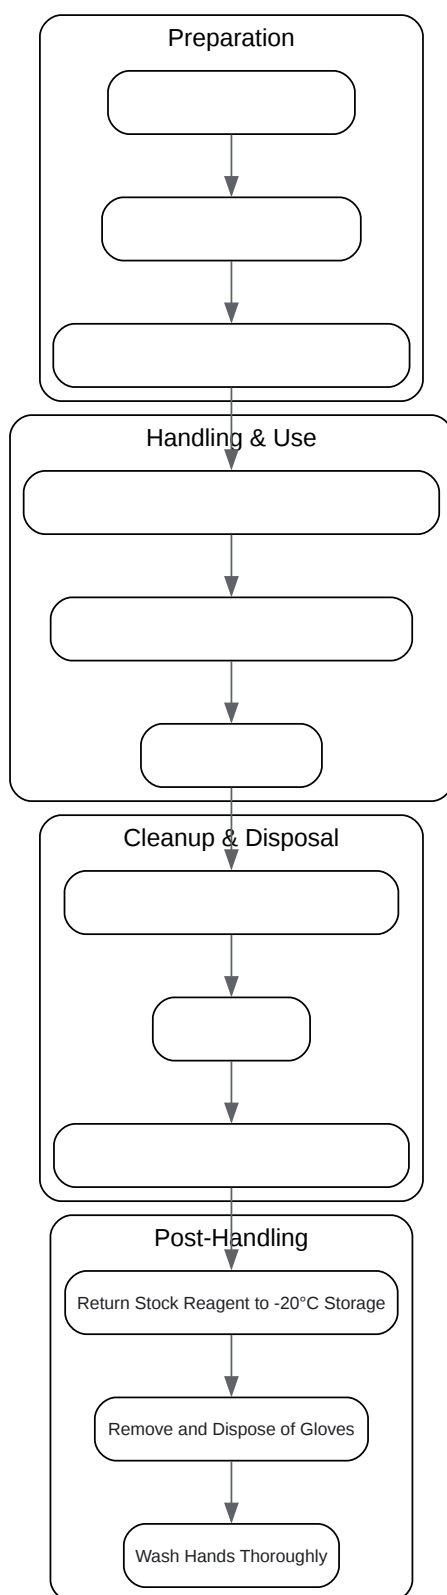 Preparation
Handling & Use
Cleanup & Disposal
Post-Handling
Return Stock Reagent to -20°C Storage
Remove and Dispose of Gloves
Wash Hands Thoroughly